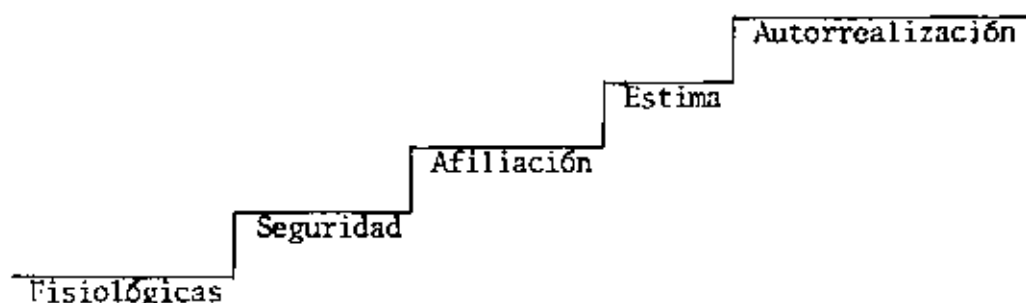 Autorrealización
Estima
Afiliación
Seguridad
Fisiológicas